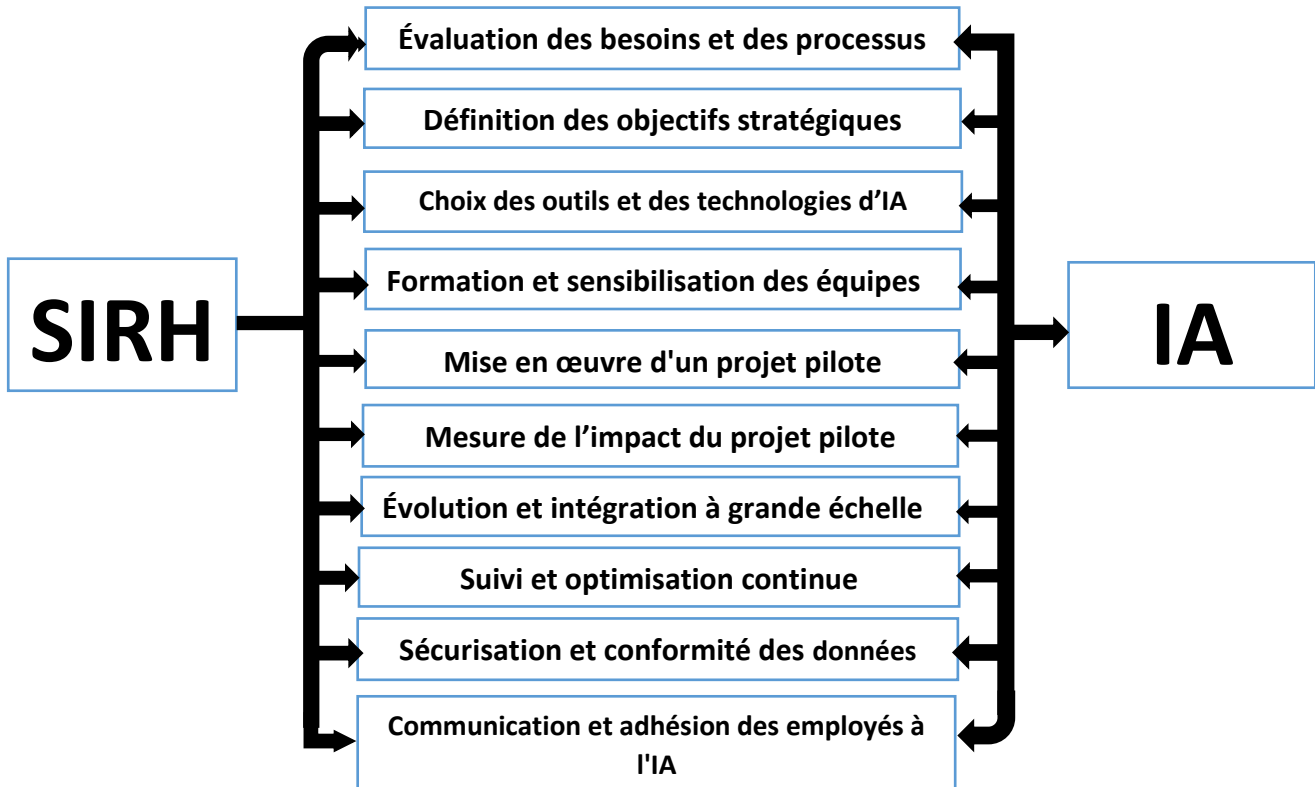 Évaluation des besoins et des processus
Définition des objectifs stratégiques
Choix des outils et des technologies d’IA
Formation et sensibilisation des équipes
SIRH
IA
Mise en œuvre d'un projet pilote
Mesure de l’impact du projet pilote
Évolution et intégration à grande échelle
Suivi et optimisation continue
Sécurisation et conformité des données
Communication et adhésion des employés à
l'IA